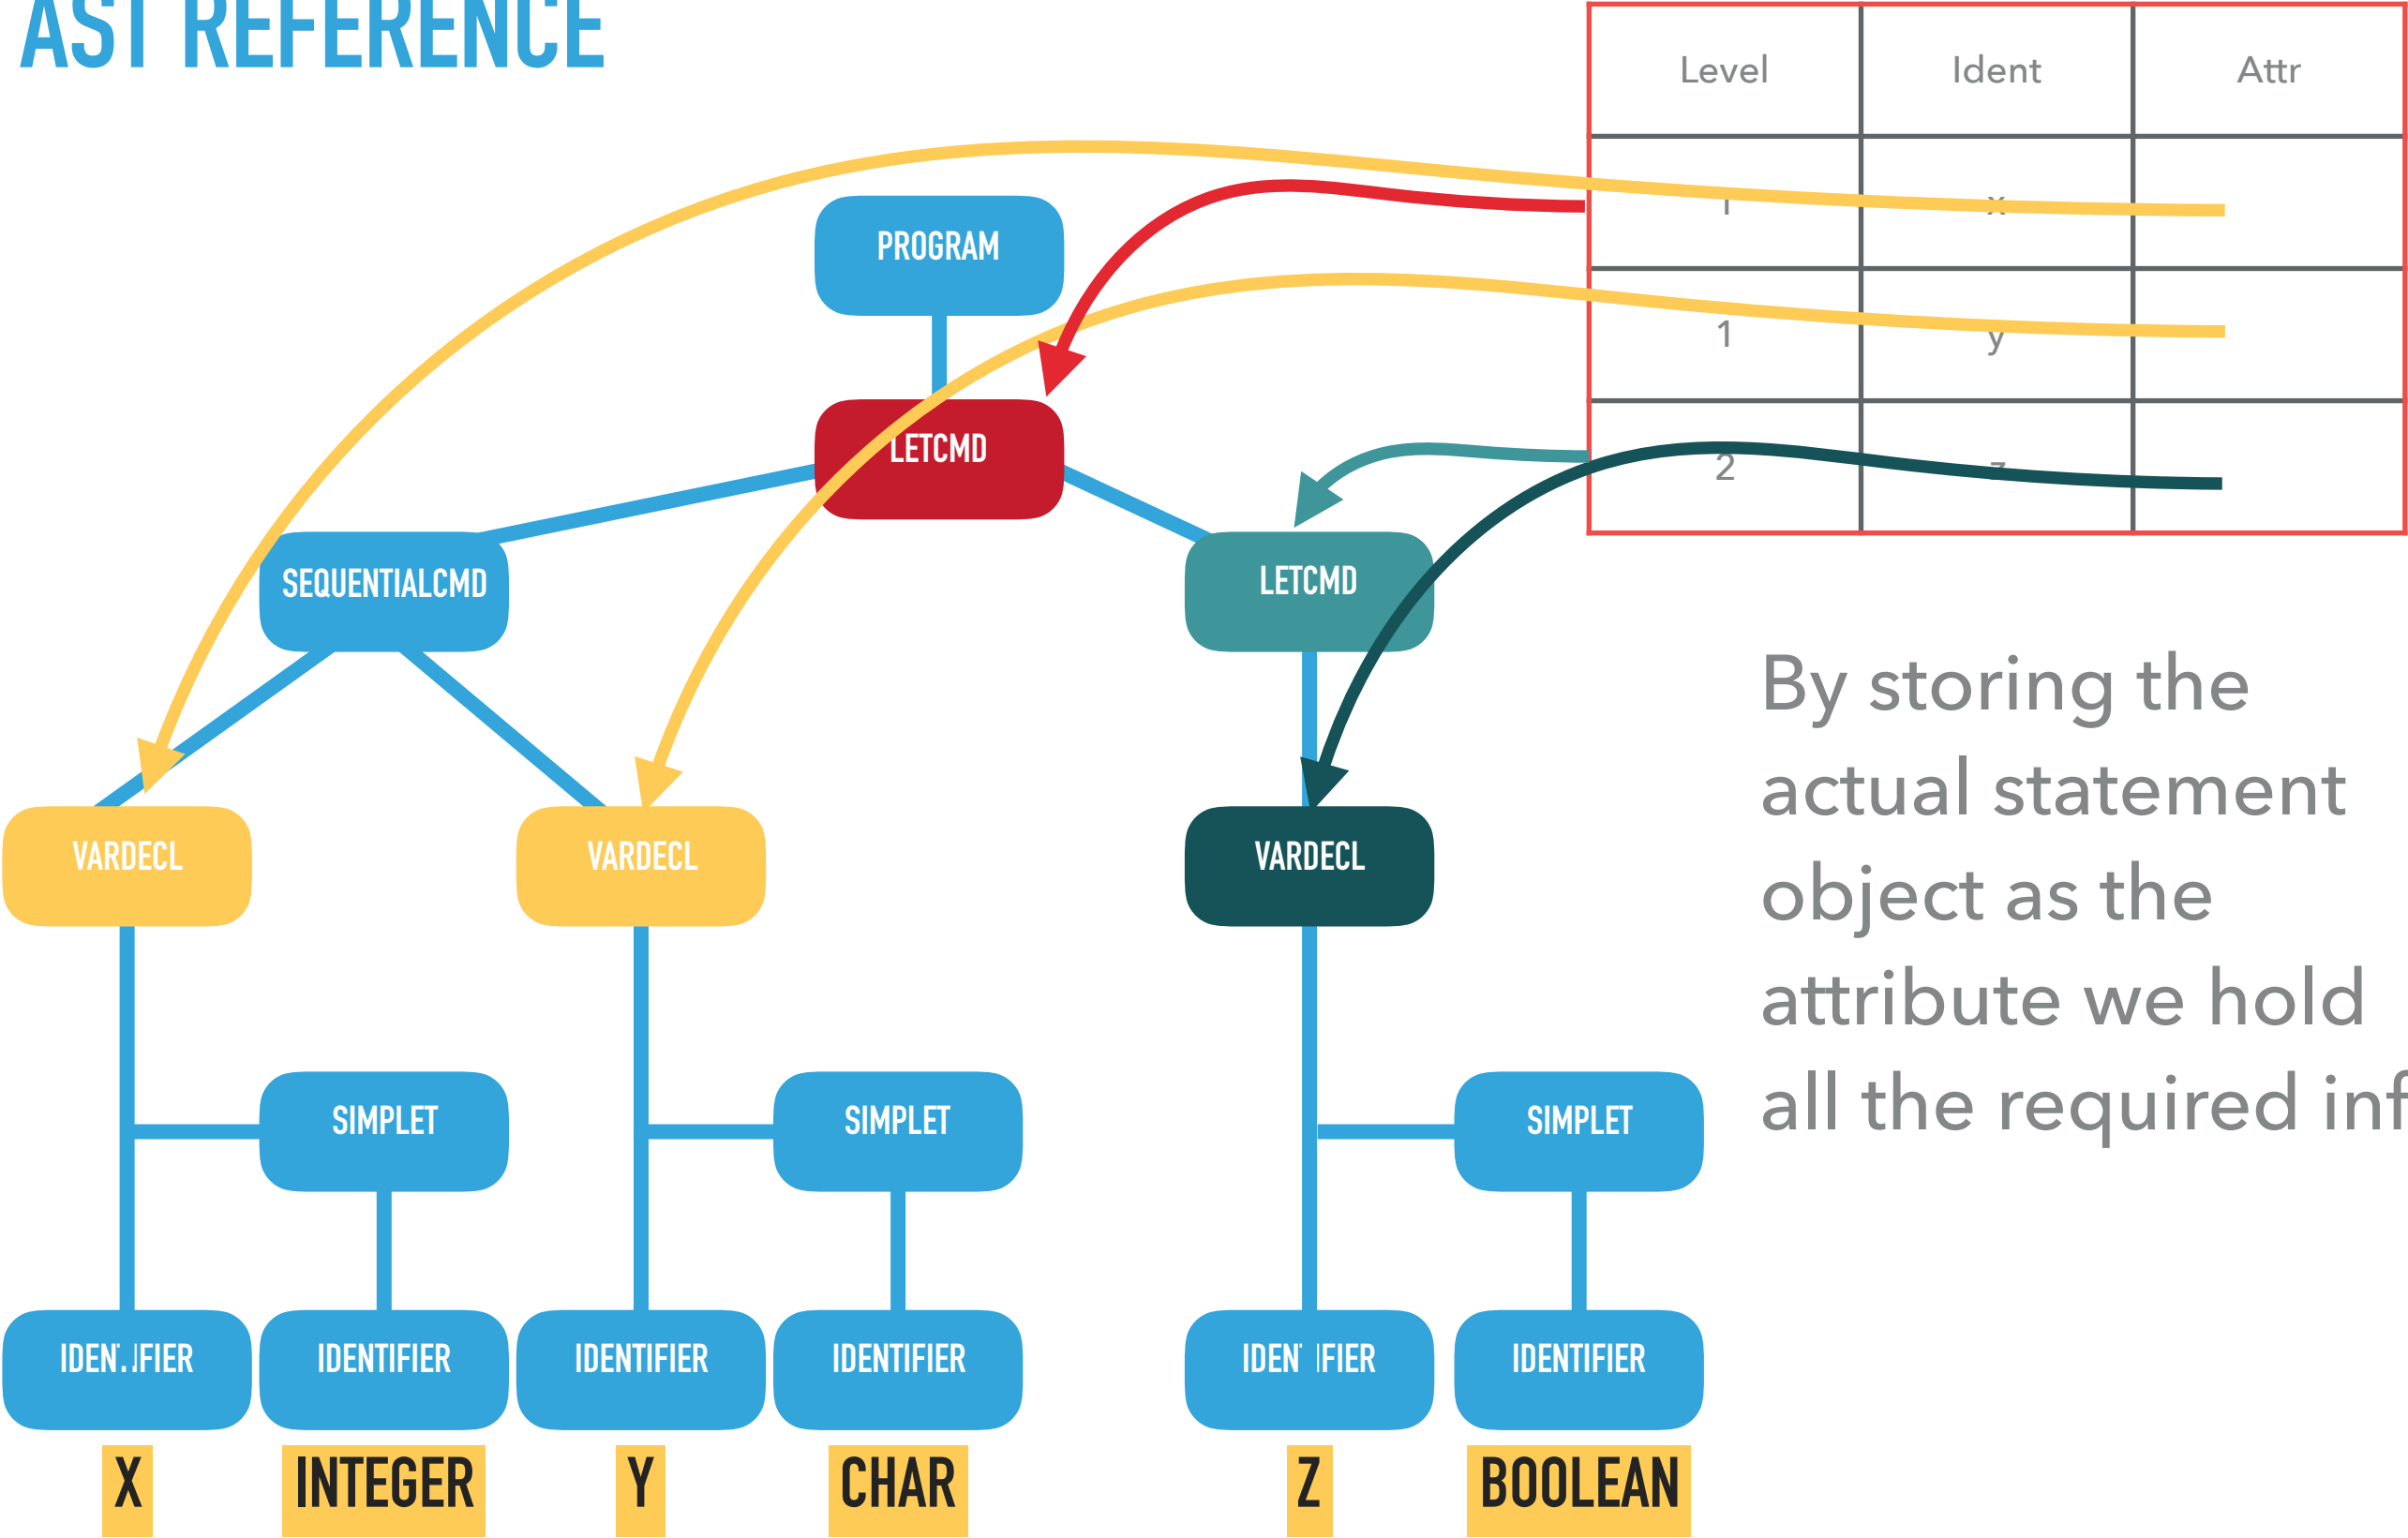 AST REFERENCE
Level Ident Attr
1 x
1 y
2 z
PROGRAM
LETCMD
SEQUENTIALCMD
LETCMD
By storing the
actual statement
object as the
attribute we hold
all the required inf
VARDECL
VARDECL
VARDECL
SIMPLET
SIMPLET
SIMPLET
IDENTIFIER
IDENTIFIER
IDENTIFIER
IDENTIFIER
IDENTIFIER
IDENTIFIER
X
INTEGER
Y
CHAR
Z
BOOLEAN